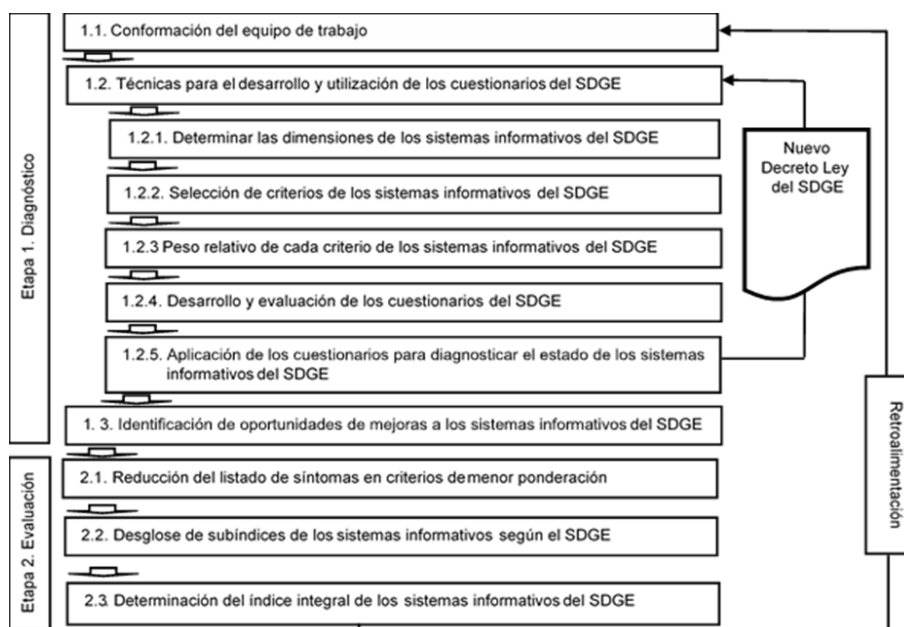 Etapa 1. Diagnóstico
1.1. Conformación del equipo de trabajo
1.2. Técnicas para el desarrollo y utilización de los cuestionarios del SDGE
1.2.1. Determinar las dimensiones de los sistemas informativos del SDGE
1.2.2. Selección de criterios de los sistemas informativos del SDGE
1.2.3 Peso relativo de cada criterio de los sistemas informativos del SDGE
1.2.4. Desarrollo y evaluación de los cuestionarios del SDGE
1.2.5. Aplicación de los cuestionarios para diagnosticar el estado de los sistemas
informativos del SDGE
1. 3. Identificación de oportunidades de mejoras a los sistemas informativos del SDGE
Nuevo
Decreto Ley
del SDGE
Etapa 2. Evaluación
2.1. Reducción del listado de síntomas en criterios de menor ponderación
2.2. Desglose de subíndices de los sistemas informativos según el SDGE
2.3. Determinación del índice integral de los sistemas informativos del SDGE
Retroalimentación